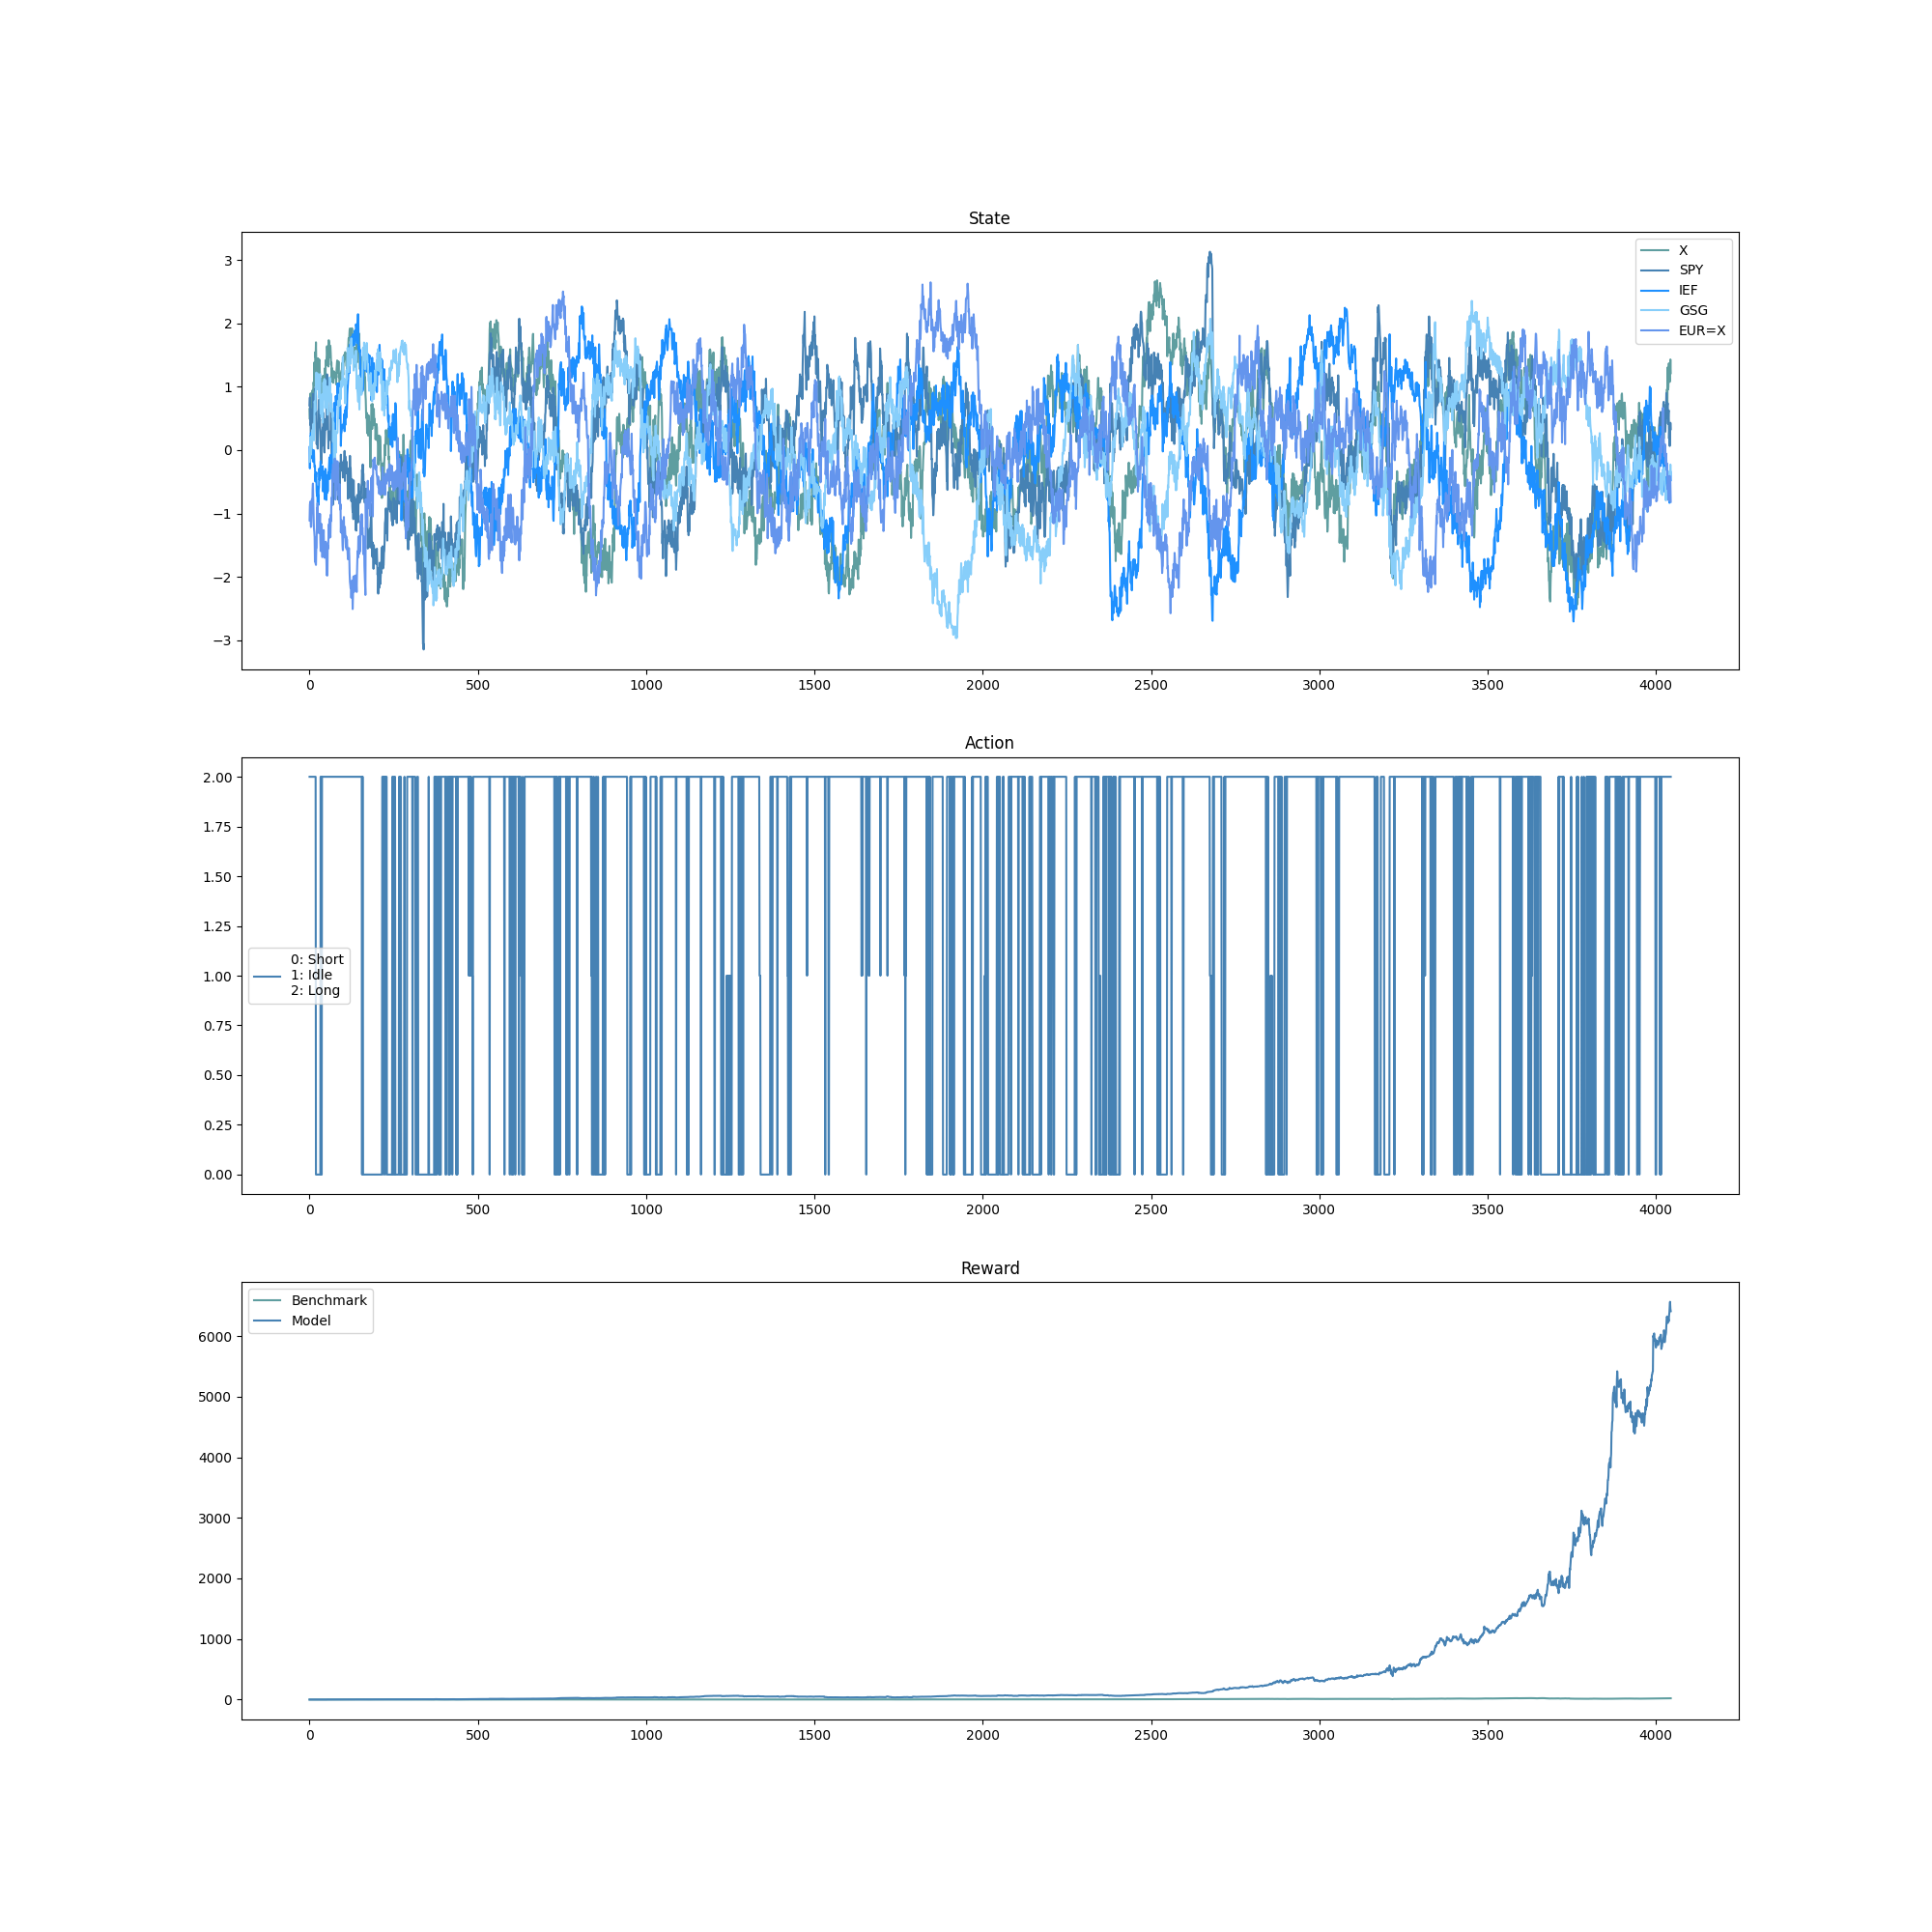 State
3
2
1
0
−1
−2
−3
X
SPY
IEF
GSG
EUR=X
0 500 1000 1500 2000 2500 3000 3500 4000
Action
2.00
1.75
1.50
1.25
1.00
0.75
0.50
0.25
0.00
0: Short
1: Idle
2: Long
0 500 1000 1500 2000 2500 3000 3500 4000
Reward
Benchmark
Model
6000
5000
4000
3000
2000
1000
0
0 500 1000 1500 2000 2500 3000 3500 4000